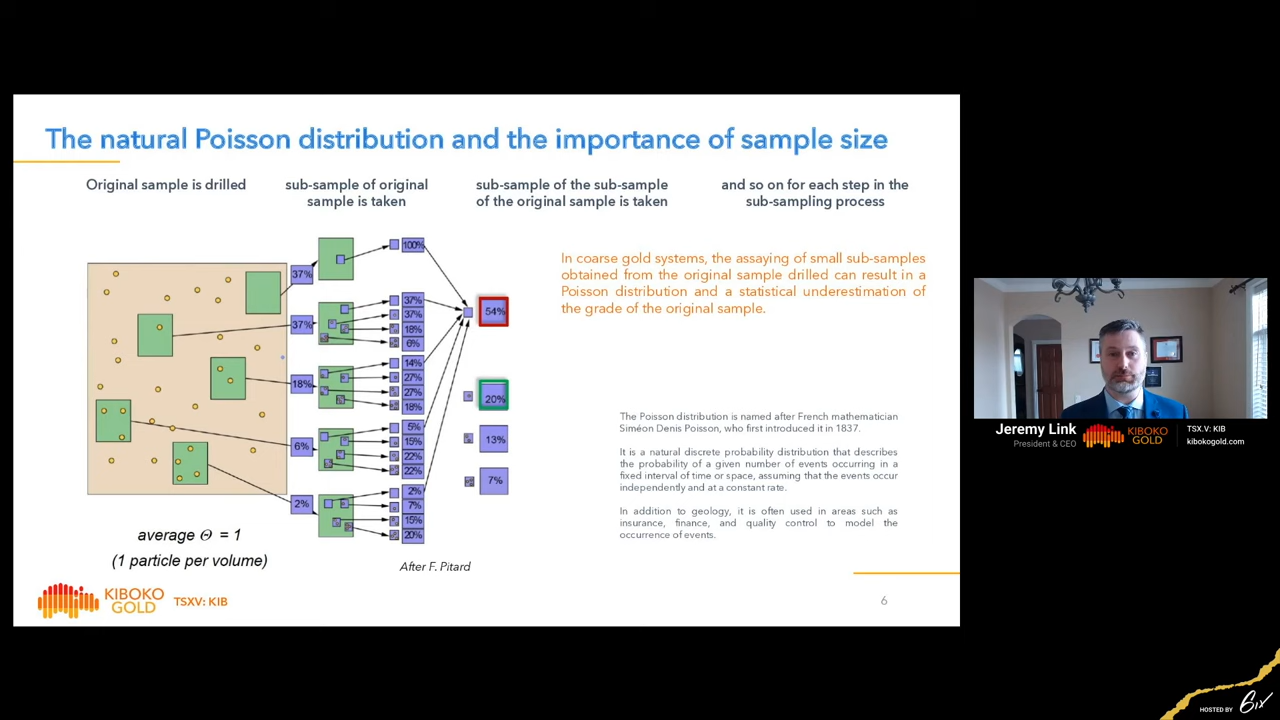 The natural Poisson distribution and the importance of sample size
Original sample is drilled
sub-sample of original
sample is taken
sub-sample of the sub-sample
of the original sample is taken
and so on for each step in the
sub-sampling process
37%
37%
18%
6%
2%
100%
37%
37%
18%
6%
14%
27%
27%
18%
5%
15%
22%
22%
2%
7%
15%
20%
54%
20%
13%
7%
average Θ = 1
(1 particle per volume)
After F. Pitard
In coarse gold systems, the assaying of small sub-samples
obtained from the original sample drilled can result in a
Poisson distribution and a statistical underestimation of
the grade of the original sample.
The Poisson distribution is named after French mathematician
Siméon Denis Poisson, who first introduced it in 1837.
It is a natural discrete probability distribution that describes
the probability of a given number of events occurring in a
fixed interval of time or space, assuming that the events occur
independently and at a constant rate.
In addition to geology, it is often used in areas such as
insurance, finance, and quality control to model the
occurrence of events.
KIBOKO
GOLD
TSXV: KIB
6
Jeremy Link
President & CEO
KIBOKO
GOLD
TSX.V: KIB
kibokogold.com
HOSTED BY 6ix